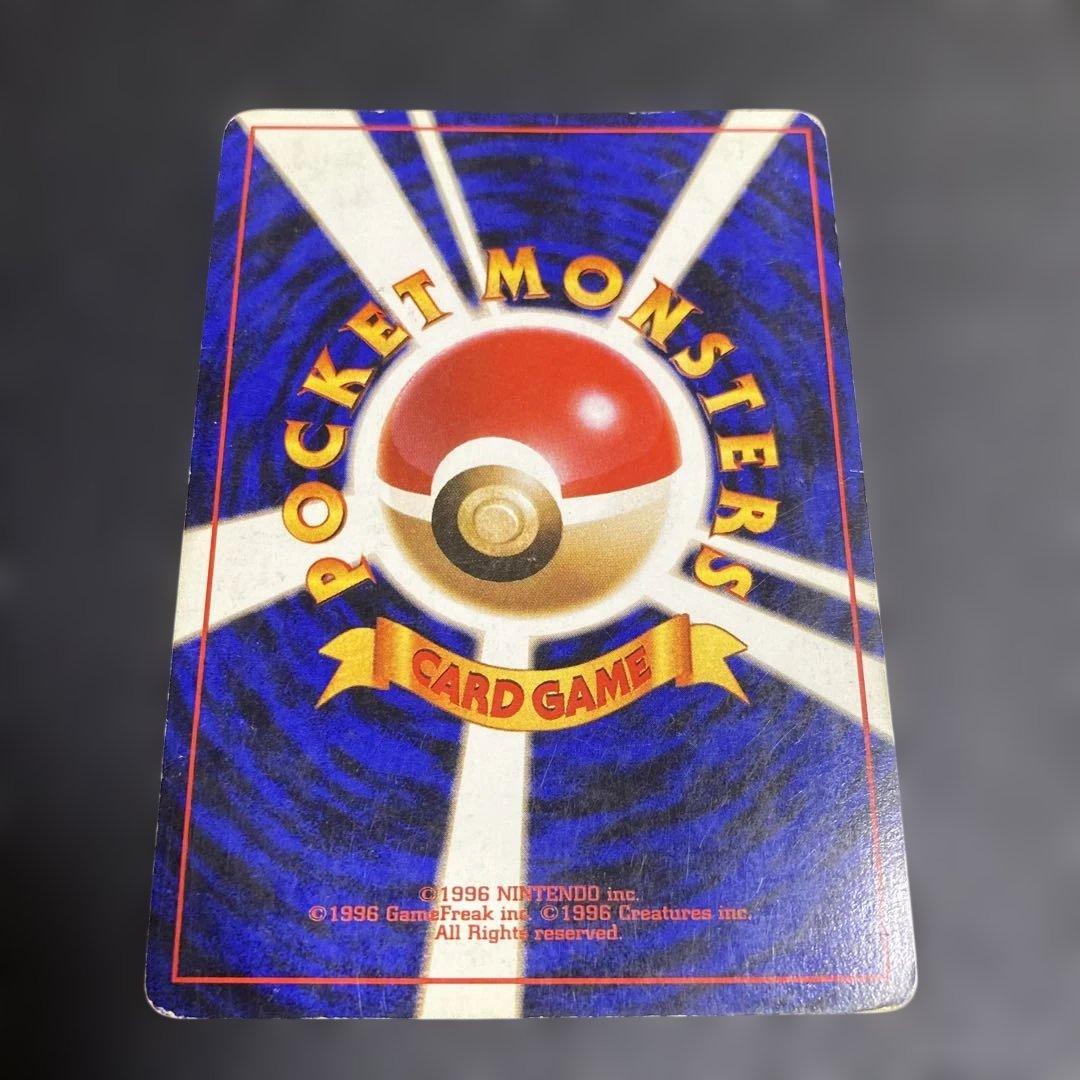 POCKET MONSTERS
CARD GAME
©1996 NINTENDO inc.
©1996 GameFreak inc. ©1996 Creatures inc.
All Rights reserved.